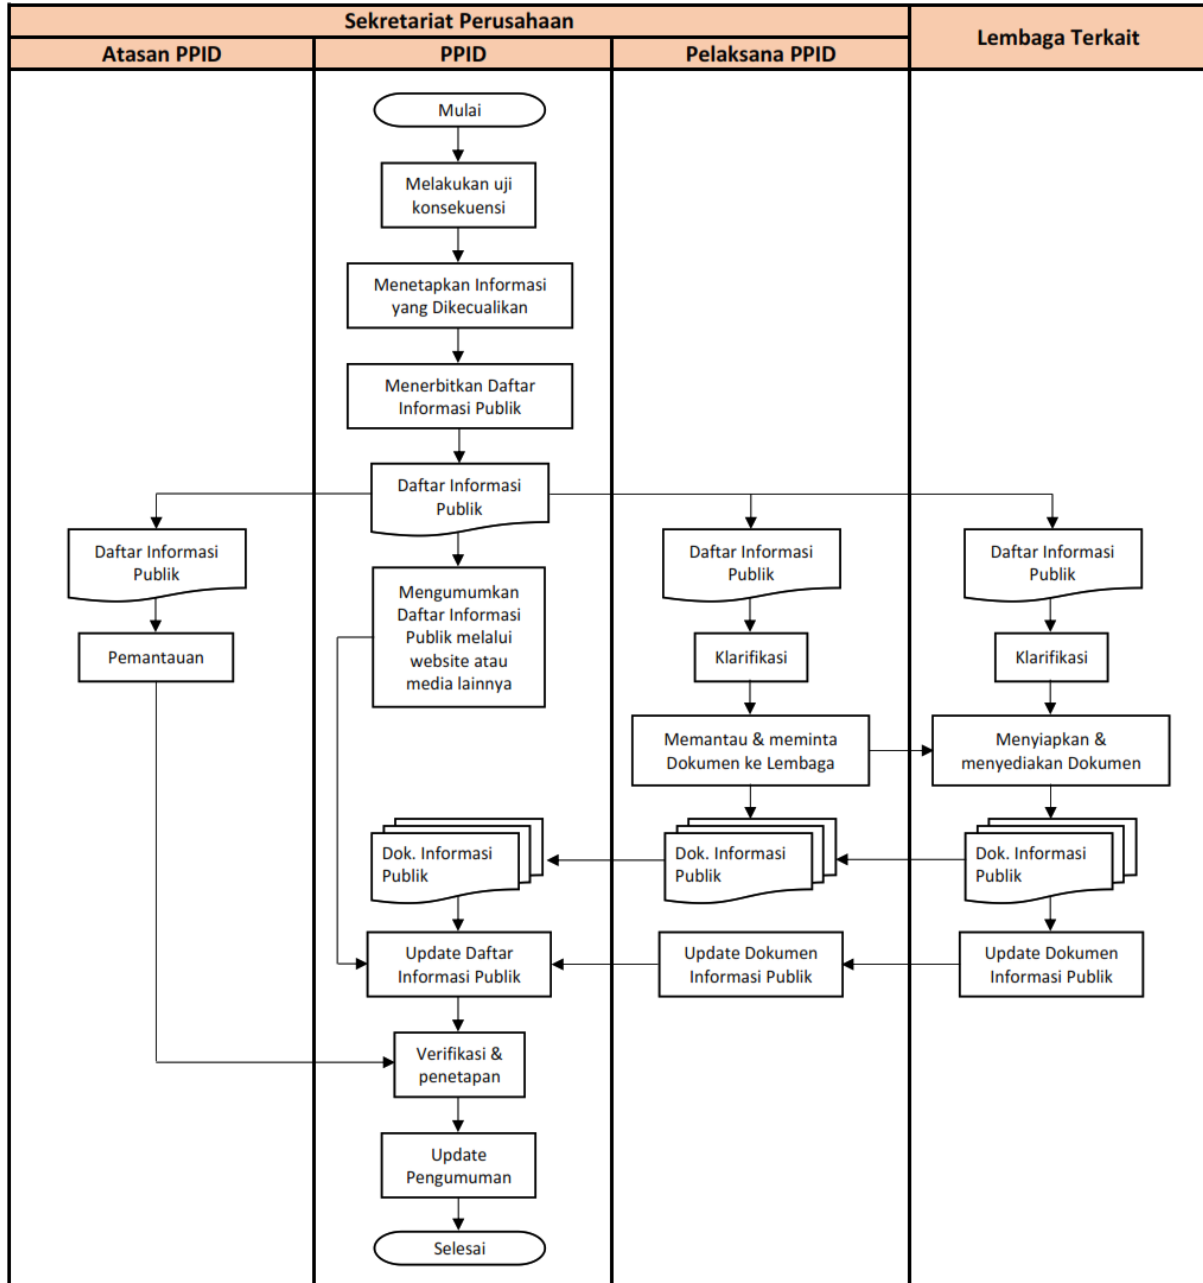 Sekretariat Perusahaan
Lembaga Terkait
Atasan PPID
PPID
Pelaksana PPID
Mulai
Melakukan uji
konsekuensi
Menetapkan Informasi
yang Dikecualikan
Menerbitkan Daftar
Informasi Publik
Daftar Informasi
Publik
Daftar Informasi
Publik
Mengumumkan
Daftar Informasi
Publik melalui
website atau
media lainnya
Daftar Informasi
Publik
Daftar Informasi
Publik
Pemantauan
Klarifikasi
Klarifikasi
Memantau & meminta
Dokumen ke Lembaga
Menyiapkan &
menyediakan Dokumen
Dok. Informasi
Publik
Dok. Informasi
Publik
Dok. Informasi
Publik
Update Daftar
Informasi Publik
Update Dokumen
Informasi Publik
Update Dokumen
Informasi Publik
Verifikasi &
penetapan
Update
Pengumuman
Selesai